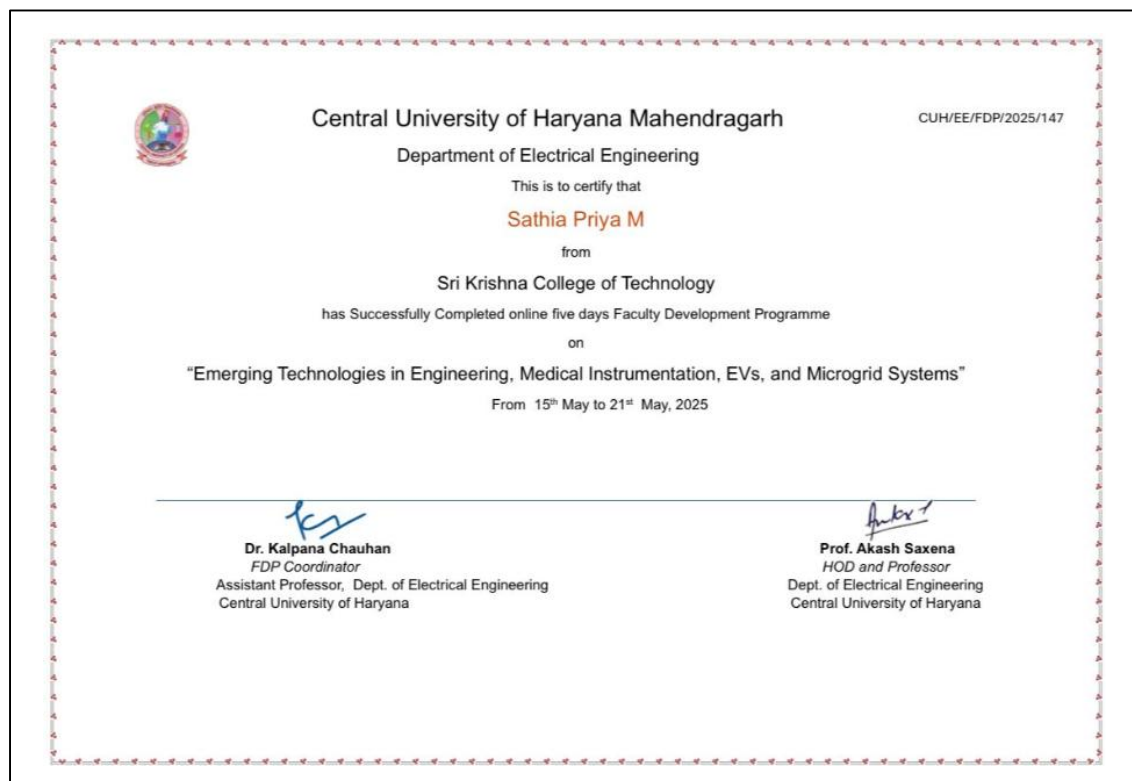 Central University of Haryana Mahendragarh
CUH/EE/FDP/2025/147
Department of Electrical Engineering
This is to certify that
Sathia Priya M
from
Sri Krishna College of Technology
has Successfully Completed online five days Faculty Development Programme
on
“Emerging Technologies in Engineering, Medical Instrumentation, EVs, and Microgrid Systems”
From 15th May to 21st May, 2025
Dr. Kalpana Chauhan
FDP Coordinator
Assistant Professor, Dept. of Electrical Engineering
Central University of Haryana
Prof. Akash Saxena
HOD and Professor
Dept. of Electrical Engineering
Central University of Haryana